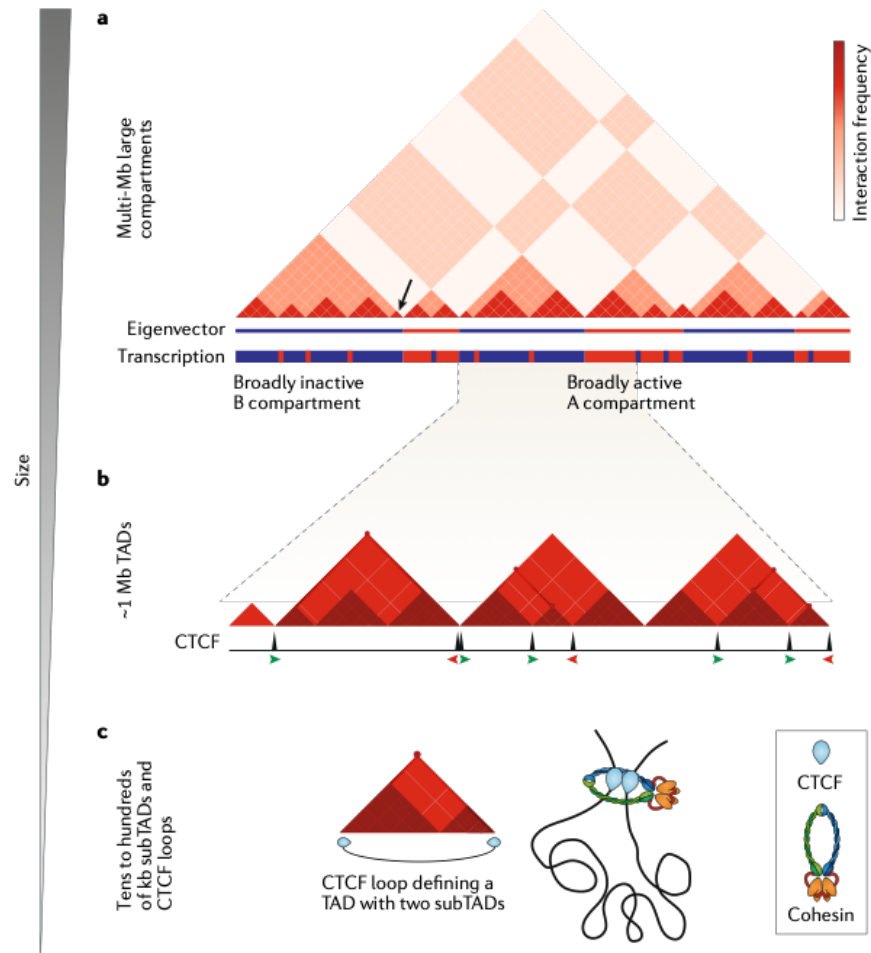 a
Multi-Mb large
compartments
Interaction frequency
Eigenvector
Transcription
Broadly inactive
B compartment
Broadly active
A compartment
Size
b
~1 Mb TADs
CTCF
c
Tens to hundreds
of kb subTADs and
CTCF loops
CTCF loop defining a
TAD with two subTADs
CTCF
Cohesin